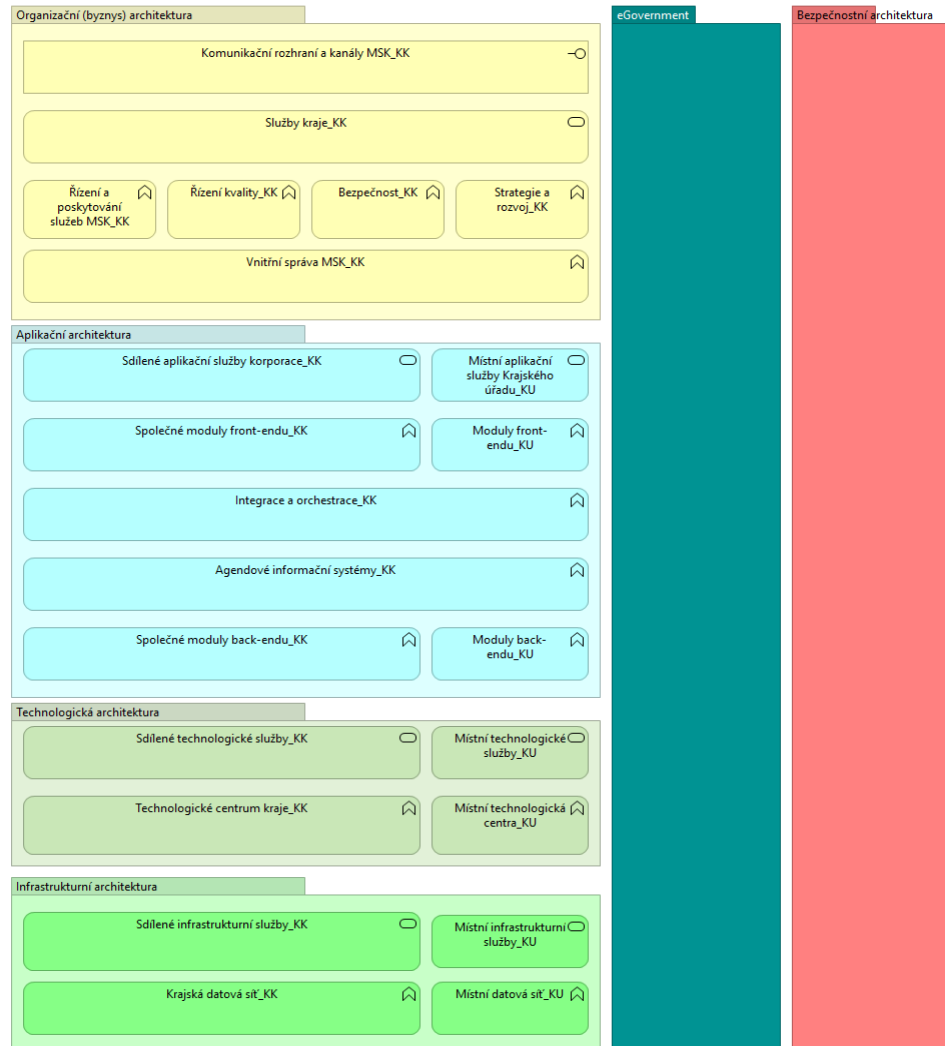 Organizační (byznys) architektura
eGovernment
Bezpečnostní architektura
Komunikační rozhraní a kanály MSK_KK
Služby kraje_KK
Řízení a
poskytování
služeb MSK_KK
Řízení kvality_KK
Bezpečnost_KK
Strategie a
rozvoj_KK
Vnitřní správa MSK_KK
Aplikační architektura
Sdílené aplikační služby korporace_KK
Místní aplikační
služby Krajského
úřadu_KU
Společné moduly front-endu_KK
Moduly front-
endu_KU
Integrace a orchestrace_KK
Agendové informační systémy_KK
Společné moduly back-endu_KK
Moduly back-
endu_KU
Technologická architektura
Sdílené technologické služby_KK
Místní technologické
služby_KU
Technologické centrum kraje_KK
Místní technologická
centra_KU
Infrastrukturní architektura
Sdílené infrastrukturní služby_KK
Místní infrastrukturní
služby_KU
Krajská datová síť_KK
Místní datová síť_KU